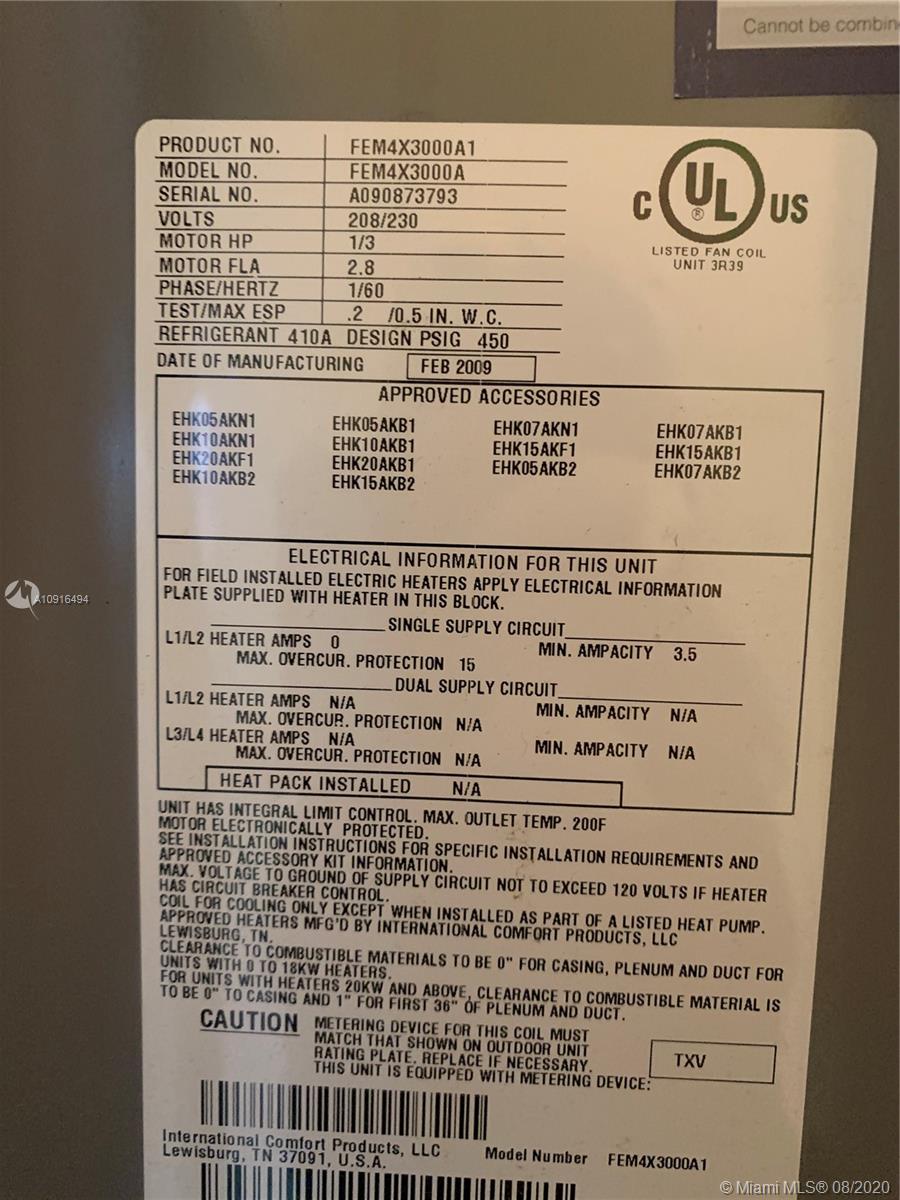 Cannot be combin
PRODUCT NO. FEM4X3000A1
MODEL NO. FEM4X3000A
SERIAL NO. A090873793
VOLTS 208/230
MOTOR HP 1/3
MOTOR FLA 2.8
PHASE/HERTZ 1/60
TEST/MAX ESP .2 /0.5 IN. W.C.
REFRIGERANT 410A DESIGN PSIG 450
DATE OF MANUFACTURING FEB 2009
C UL ® US
LISTED FAN COIL
UNIT 3R39
APPROVED ACCESSORIES
EHK05AKN1 EHK05AKB1 EHK07AKN1 EHK07AKB1
EHK10AKN1 EHK10AKB1 EHK15AKF1 EHK15AKB1
EHK20AKF1 EHK20AKB1 EHK05AKB2 EHK07AKB2
EHK10AKB2 EHK15AKB2
ELECTRICAL INFORMATION FOR THIS UNIT
FOR FIELD INSTALLED ELECTRIC HEATERS APPLY ELECTRICAL INFORMATION
PLATE SUPPLIED WITH HEATER IN THIS BLOCK.
SINGLE SUPPLY CIRCUIT
L1/L2 HEATER AMPS 0 MIN. AMPACITY 3.5
MAX. OVERCUR. PROTECTION 15
DUAL SUPPLY CIRCUIT
L1/L2 HEATER AMPS N/A MIN. AMPACITY N/A
MAX. OVERCUR. PROTECTION N/A
L3/L4 HEATER AMPS N/A MIN. AMPACITY N/A
MAX. OVERCUR. PROTECTION N/A
HEAT PACK INSTALLED N/A
UNIT HAS INTEGRAL LIMIT CONTROL. MAX. OUTLET TEMP. 200F
MOTOR ELECTRONICALLY PROTECTED.
SEE INSTALLATION INSTRUCTIONS FOR SPECIFIC INSTALLATION REQUIREMENTS AND
APPROVED ACCESSORY KIT INFORMATION.
MAX. VOLTAGE TO GROUND OF SUPPLY CIRCUIT NOT TO EXCEED 120 VOLTS IF HEATER
HAS CIRCUIT BREAKER CONTROL.
COIL FOR COOLING ONLY EXCEPT WHEN INSTALLED AS PART OF A LISTED HEAT PUMP.
APPROVED HEATERS MFG'D BY INTERNATIONAL COMFORT PRODUCTS, LLC
LEWISBURG, TN.
CLEARANCE TO COMBUSTIBLE MATERIALS TO BE 0" FOR CASING, PLENUM AND DUCT FOR
UNITS WITH 0 TO 18KW HEATERS.
FOR UNITS WITH HEATERS 20KW AND ABOVE, CLEARANCE TO COMBUSTIBLE MATERIAL IS
TO BE 0" TO CASING AND 1" FOR FIRST 36" OF PLENUM AND DUCT.
CAUTION METERING DEVICE FOR THIS COIL MUST
MATCH THAT SHOWN ON OUTDOOR UNIT
RATING PLATE. REPLACE IF NECESSARY.
THIS UNIT IS EQUIPPED WITH METERING DEVICE: TXV
International Comfort Products, LLC
Lewisburg, TN 37091, U.S.A.
Model Number FEM4X3000A1
A10916494
© Miami MLS® 08/2020